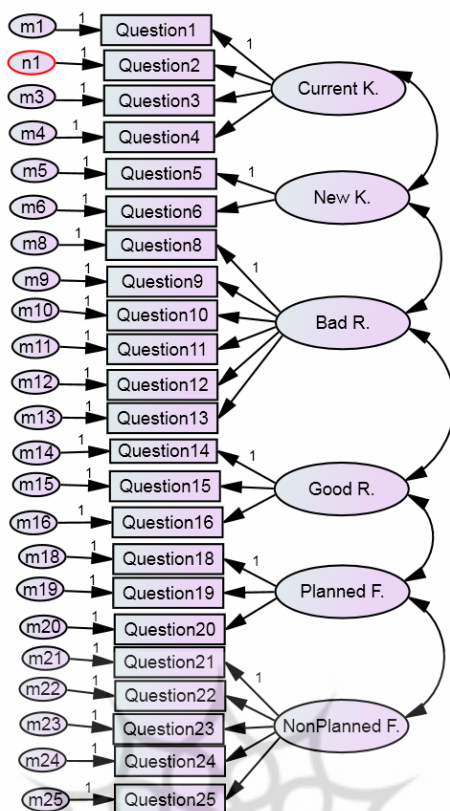 m1 1 Question1
1
n1 1 Question2
Current K.
m3 1 Question3
m4 1 Question4
m5 1 Question5
1
New K.
m6 1 Question6
m8 1 Question8
1
m9 1 Question9
m10 1 Question10
Bad R.
m11 1 Question11
m12 1 Question12
m13 1 Question13
m14 1 Question14
1
m15 1 Question15
Good R.
m16 1 Question16
m18 1 Question18
1
m19 1 Question19
Planned F.
m20 1 Question20
m21 1 Question21
1
m22 1 Question22
m23 1 Question23
NonPlanned F.
m24 1 Question24
m25 1 Question25